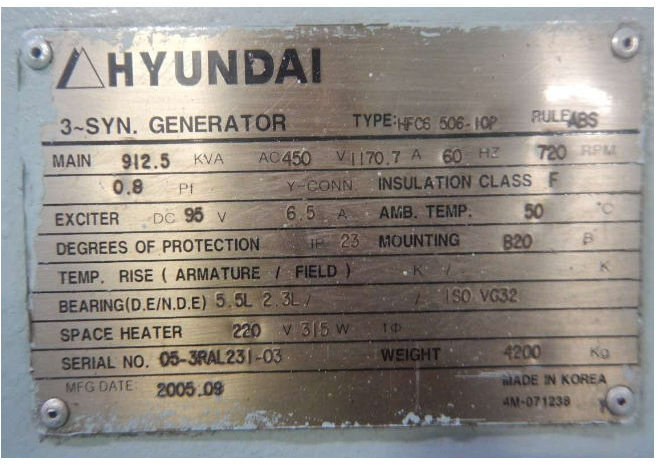 HYUNDAI
3~SYN. GENERATOR TYPE: HFC6 506-10P RULE ABS
MAIN 912.5 KVA AC 450 V 1170.7 A 60 HZ 720 RPM
0.8 Pf Y-CONN. INSULATION CLASS F
EXCITER DC 95 V 6.5 A AMB. TEMP. 50 °C
DEGREES OF PROTECTION IP 23 MOUNTING B20
TEMP. RISE ( ARMATURE / FIELD ) K / K
BEARING(D.E/N.D.E) 5.5L 2.3L / / ISO VG32
SPACE HEATER 220 V 315 W 1Φ
SERIAL NO. 05-3RAL231-03 WEIGHT 4200 Kg
MFG DATE: 2005.09 MADE IN KOREA
4M-071238